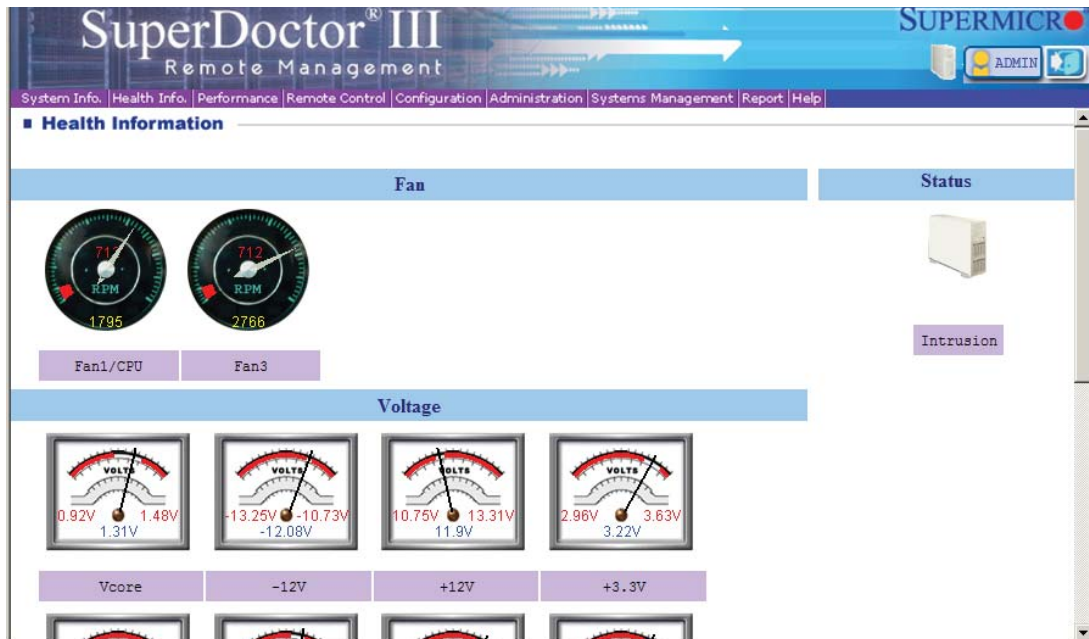 SuperDoctor® III
Remote Management
SUPERMICRO
ADMIN
System Info. | Health Info. | Performance | Remote Control | Configuration | Administration | Systems Management | Report | Help
Health Information
Fan
Status
712
RPM
1795
712
RPM
2766
Fan1/CPU
Fan3
Intrusion
Voltage
VOLTS
0.92V 1.48V
1.31V
VOLTS
-13.25V -10.73V
-12.08V
VOLTS
10.75V 13.31V
11.9V
VOLTS
2.96V 3.63V
3.22V
Vcore
-12V
+12V
+3.3V